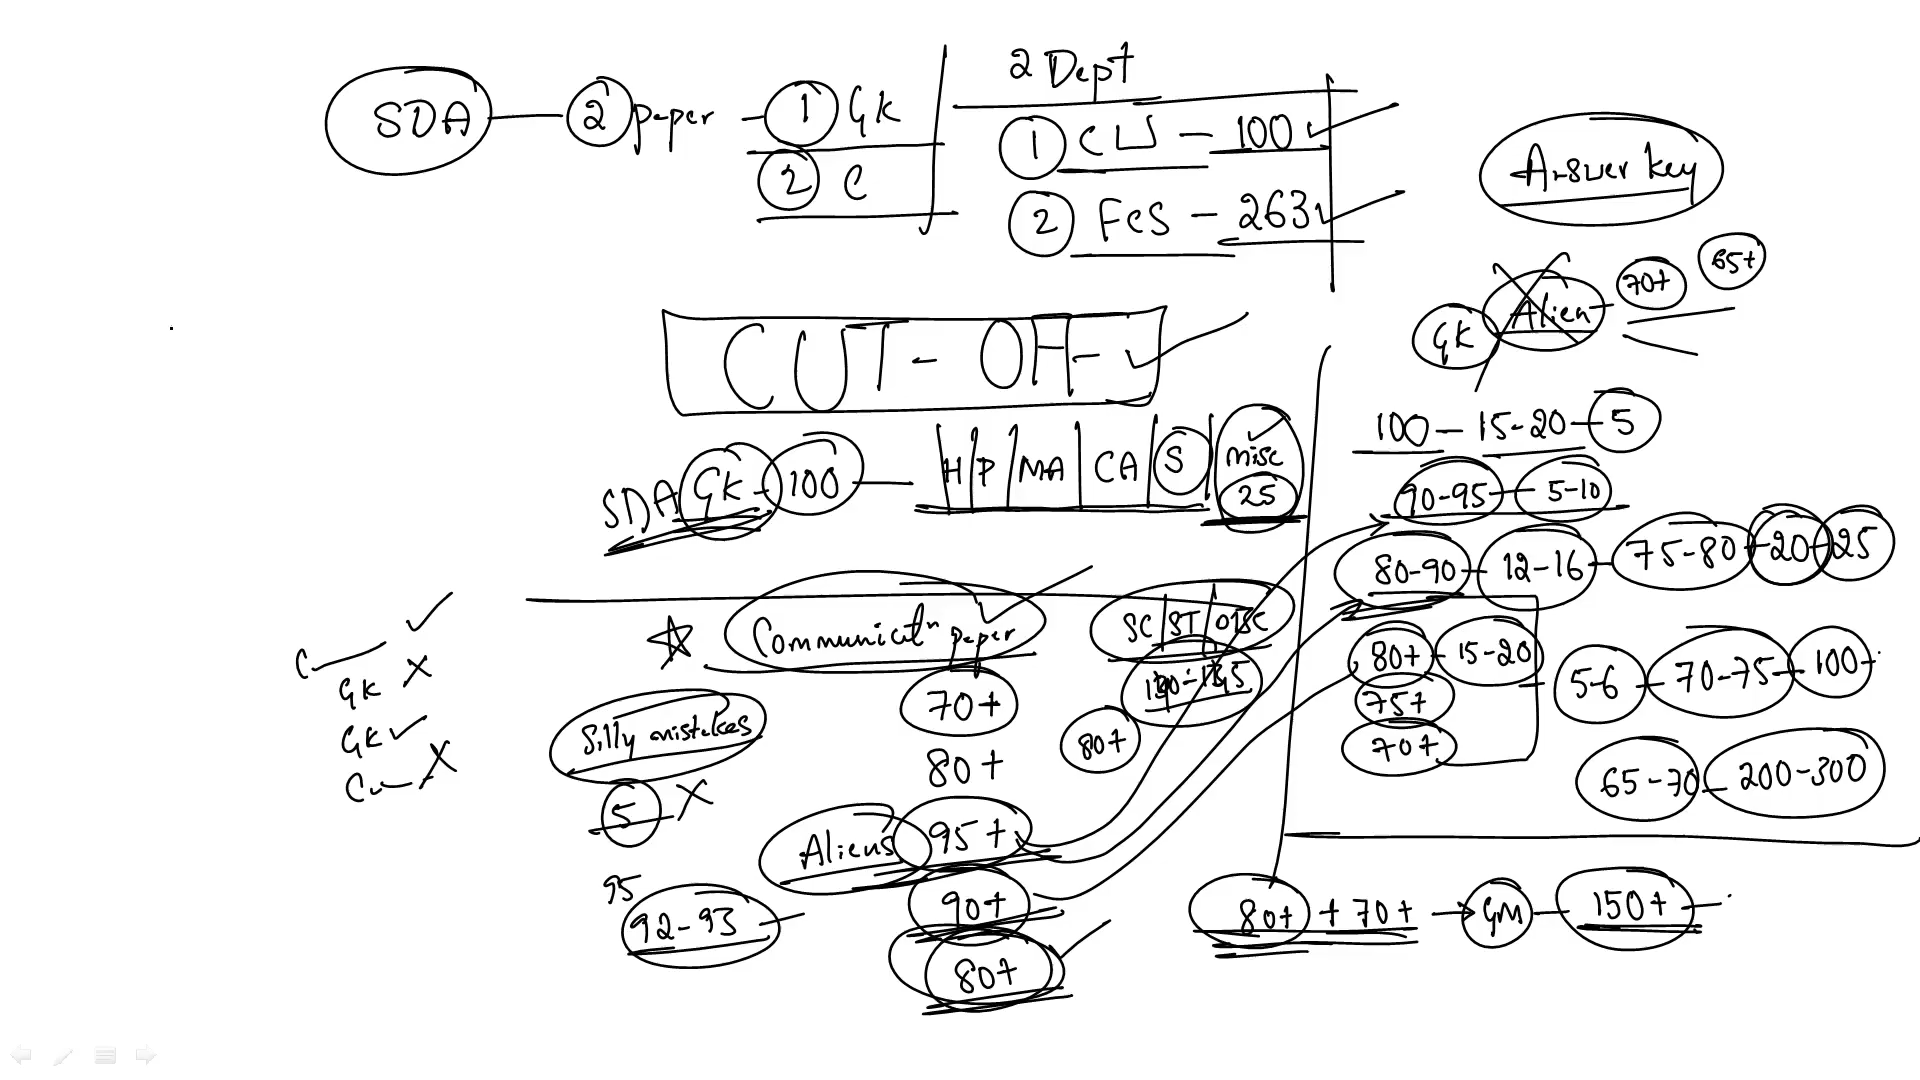 SDA — 2 paper - 1 GK
2 C
2 Dept
1 CW - 100
2 FCS - 263
Answer key
GK Alien 70+ 65+
CUT-OFF
100 - 15-20 - 5
90-95 - 5-10
80-90 - 12-16 - 75-80 - 20-25
80+ - 15-20
75+
70+
5-6 - 70-75 - 100+
65-70 - 200-300
SDA GK - 100 - H | P | MA | CA | S | misc
25
Communicatn paper
SC/ST/OBC
70+
80+
80+
Aliens 95+
90+
80+
C
GK X
GK
C X
Silly mistakes
5 X
95
92-93
80+ + 70+ → GM - 150+